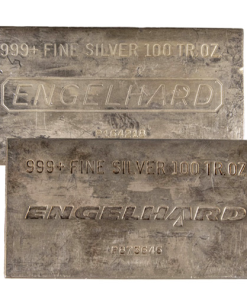 999+ FINE SILVER 100 TR. OZ
ENGELHARD
999+ FINE SILVER 100 TR. OZ
ENGELHARD